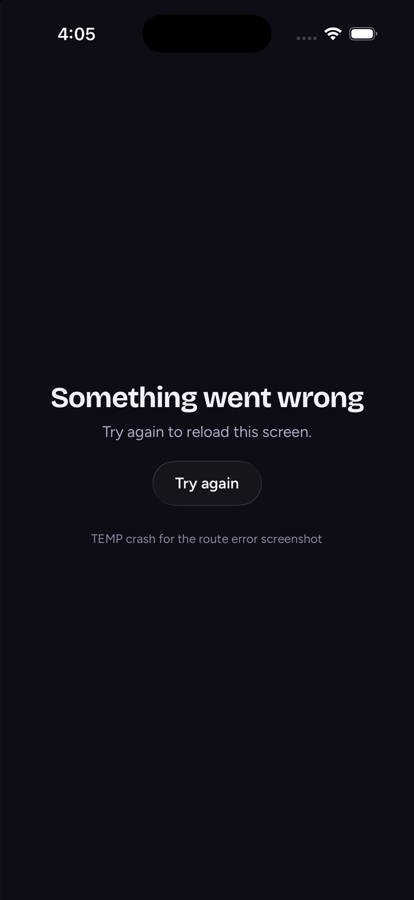 4:05
Something went wrong
Try again to reload this screen.
Try again
TEMP crash for the route error screenshot